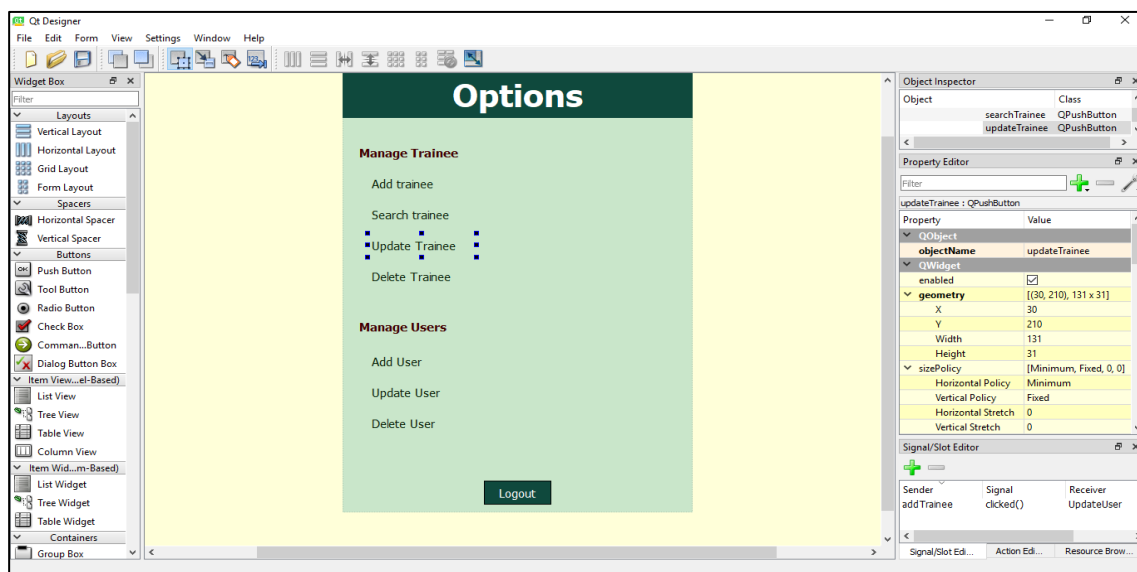 Qt Designer
File Edit Form View Settings Window Help
Widget Box
Filter
Layouts
Vertical Layout
Horizontal Layout
Grid Layout
Form Layout
Spacers
Horizontal Spacer
Vertical Spacer
Buttons
OK Push Button
Tool Button
Radio Button
Check Box
Comman...Button
Dialog Button Box
Item View...el-Based)
List View
Tree View
Table View
Column View
Item Wid...m-Based)
List Widget
Tree Widget
Table Widget
Containers
Group Box
Options
Manage Trainee
Add trainee
Search trainee
Update Trainee
Delete Trainee
Manage Users
Add User
Update User
Delete User
Logout
Object Inspector
Object Class
searchTrainee QPushButton
updateTrainee QPushButton
Property Editor
Filter
updateTrainee : QPushButton
Property Value
QObject
objectName updateTrainee
QWidget
enabled
geometry [(30, 210), 131 x 31]
X 30
Y 210
Width 131
Height 31
sizePolicy [Minimum, Fixed, 0, 0]
Horizontal Policy Minimum
Vertical Policy Fixed
Horizontal Stretch 0
Vertical Stretch 0
Signal/Slot Editor
Sender Signal Receiver
addTrainee clicked() UpdateUser
Signal/Slot Edi... Action Edi... Resource Brow...